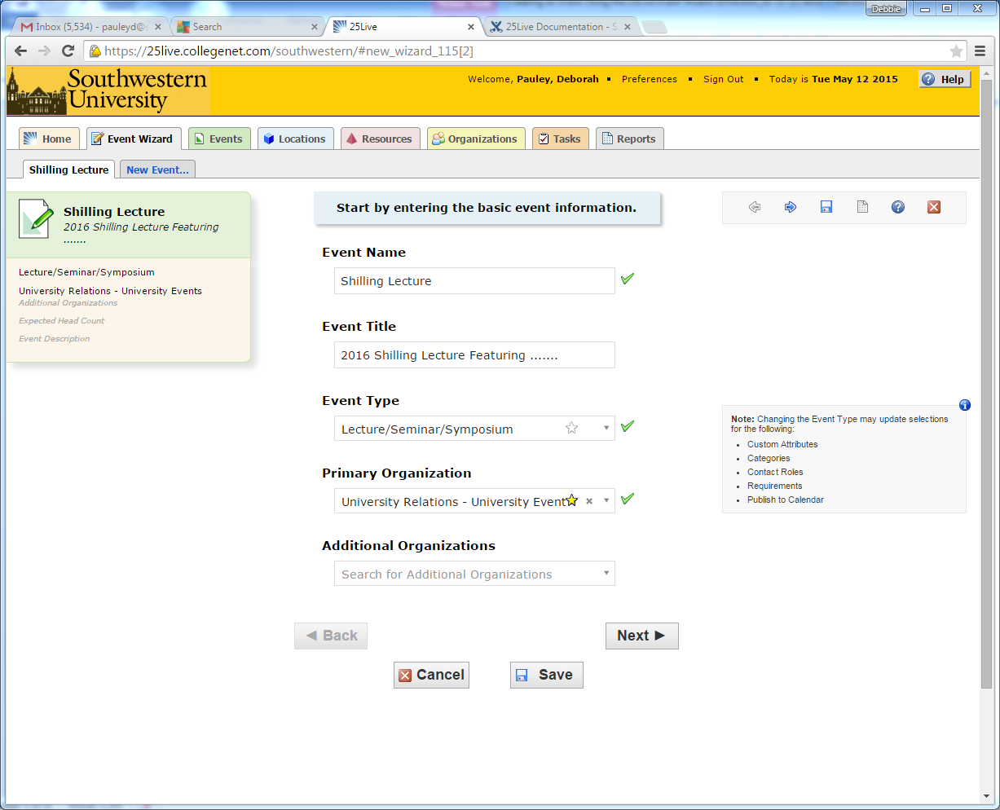 Debbie
Inbox (5,534) - pauleyd@s
Search
25Live
25Live Documentation - S
https://25live.collegenet.com/southwestern/#new_wizard_115[2]
Southwestern
University
Welcome, Pauley, Deborah ▪ Preferences ▪ Sign Out ▪ Today is Tue May 12 2015
Help
Home
Event Wizard
Events
Locations
Resources
Organizations
Tasks
Reports
Shilling Lecture
New Event...
Shilling Lecture
2016 Shilling Lecture Featuring
.......
Lecture/Seminar/Symposium
University Relations - University Events
Additional Organizations
Expected Head Count
Event Description
Start by entering the basic event information.
Event Name
Shilling Lecture
Event Title
2016 Shilling Lecture Featuring .......
Event Type
Lecture/Seminar/Symposium
Primary Organization
University Relations - University Event
Additional Organizations
Search for Additional Organizations
Note: Changing the Event Type may update selections
for the following:
• Custom Attributes
• Categories
• Contact Roles
• Requirements
• Publish to Calendar
◀ Back
Next ▶
Cancel
Save